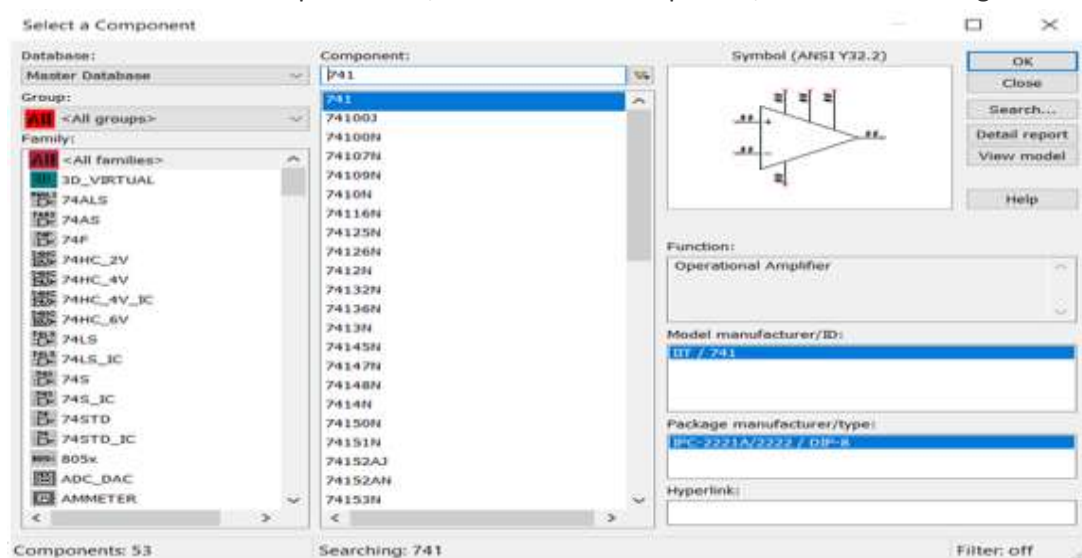 Select a Component
Database:
Master Database
Group:
All <All groups>
Family:
All <All families>
3D_VIRTUAL
74ALS
74AS
74F
74HC_2V
74HC_4V
74HC_4V_IC
74HC_6V
74LS
74LS_IC
74S
74S_IC
74STD
74STD_IC
805x
ADC_DAC
AMMETER
Components: 53
Component:
741
741
74100J
74100N
74107N
74109N
7410N
74116N
74125N
74126N
7412N
74132N
74136N
7413N
74145N
74147N
74148N
7414N
74150N
74151N
74152AJ
74152AN
74153N
Searching: 741
Symbol (ANSI Y32.2)
Function:
Operational Amplifier
Model manufacturer/ID:
IIT / 741
Package manufacturer/type:
IPC-2221A/2222 / DIP-8
Hyperlink:
OK
Close
Search...
Detail report
View model
Help
Filter: off